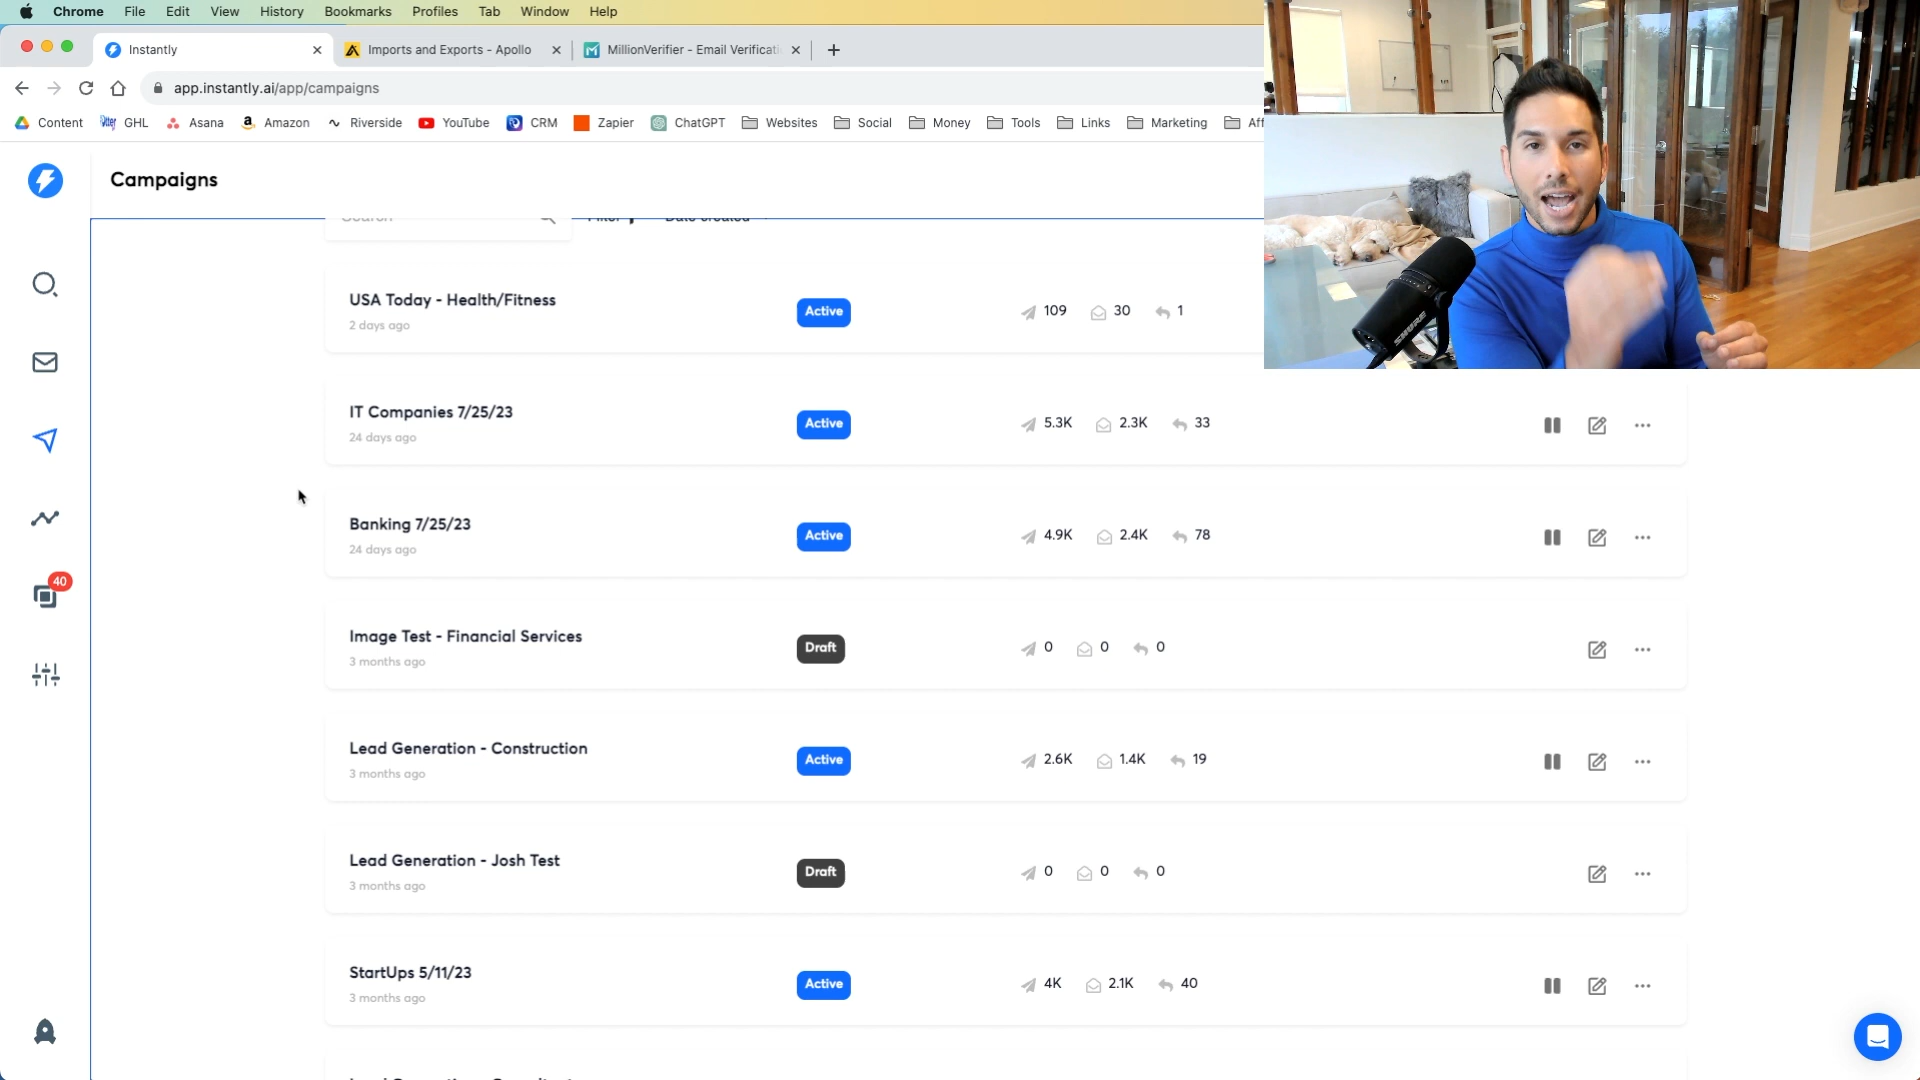 Chrome File Edit View History Bookmarks Profiles Tab Window Help
Instantly
Imports and Exports - Apollo
MillionVerifier - Email Verificati
app.instantly.ai/app/campaigns
Content GHL Asana Amazon Riverside YouTube CRM Zapier ChatGPT Websites Social Money Tools Links Marketing Aff
Campaigns
Search Filter Date created
USA Today - Health/Fitness
2 days ago
Active
109 30 1
IT Companies 7/25/23
24 days ago
Active
5.3K 2.3K 33
Banking 7/25/23
24 days ago
Active
4.9K 2.4K 78
40
Image Test - Financial Services
3 months ago
Draft
0 0 0
Lead Generation - Construction
3 months ago
Active
2.6K 1.4K 19
Lead Generation - Josh Test
3 months ago
Draft
0 0 0
StartUps 5/11/23
3 months ago
Active
4K 2.1K 40
SHURE